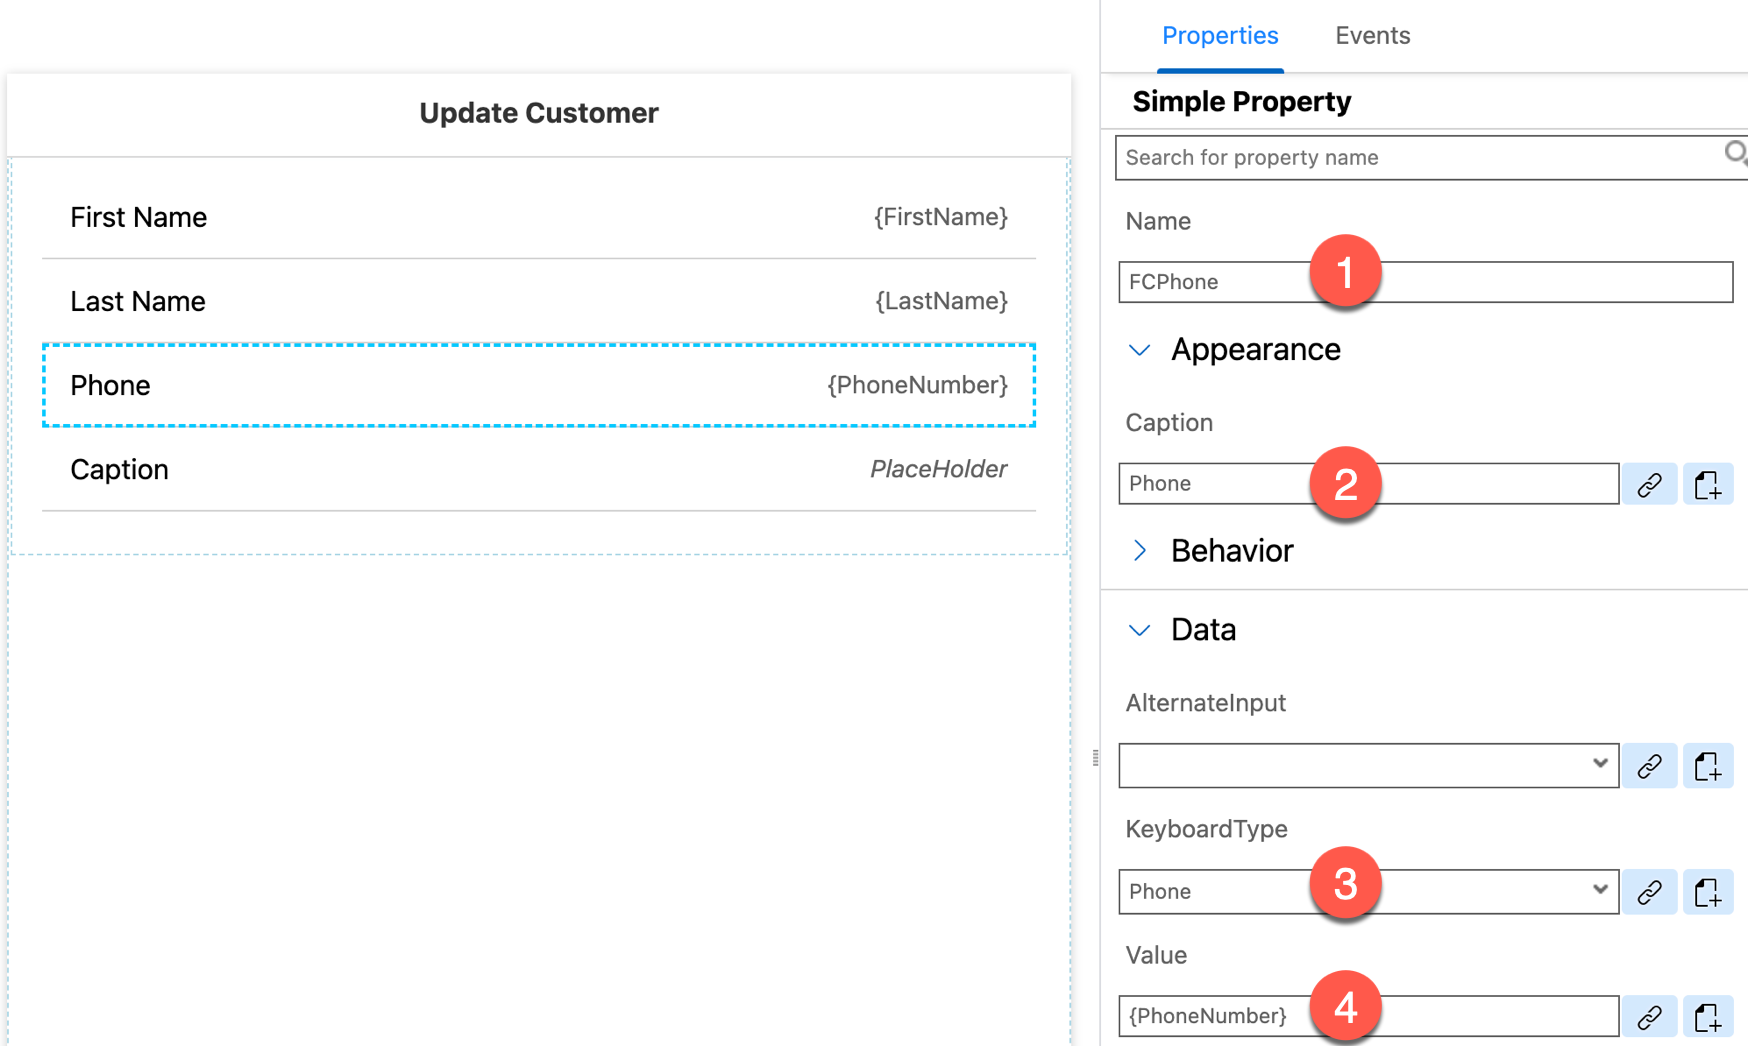 Properties Events
Update Customer
Simple Property
Search for property name
First Name {FirstName}
Last Name {LastName}
Phone {PhoneNumber}
Caption PlaceHolder
Name
FCPhone 1
Appearance
Caption
Phone 2
Behavior
Data
AlternateInput
KeyboardType
Phone 3
Value
{PhoneNumber} 4